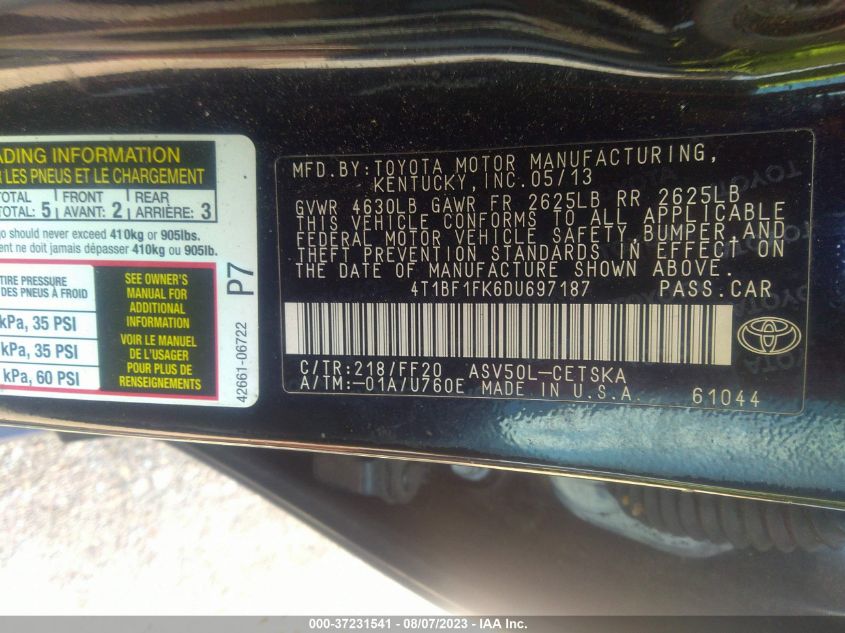 ADING INFORMATION
LES PNEUS ET LE CHARGEMENT
TOTAL FRONT REAR
TOTAL: 5 AVANT: 2 ARRIÈRE: 3
go should never exceed 410kg or 905lbs.
ent ne doit jamais dépasser 410kg ou 905lb.
TIRE PRESSURE
DES PNEUS À FROID
kPa, 35 PSI
kPa, 35 PSI
kPa, 60 PSI
SEE OWNER'S
MANUAL FOR
ADDITIONAL
INFORMATION
VOIR LE MANUEL
DE L'USAGER
POUR PLUS DE
RENSEIGNEMENTS
P7
42661-06722
MFD.BY:TOYOTA MOTOR MANUFACTURING,
KENTUCKY, INC.05/13
GVWR 4630LB GAWR FR 2625LB RR 2625LB
THIS VEHICLE CONFORMS TO ALL APPLICABLE
FEDERAL MOTOR VEHICLE SAFETY,BUMPER,AND
THEFT PREVENTION STANDARDS IN EFFECT ON
THE DATE OF MANUFACTURE SHOWN ABOVE.
4T1BF1FK6DU697187 PASS.CAR
C/TR:218/FF20 ASV50L-CETSKA
A/TM:-01A/U760E MADE IN U.S.A.
61044
000-37231541 - 08/07/2023 - IAA Inc.